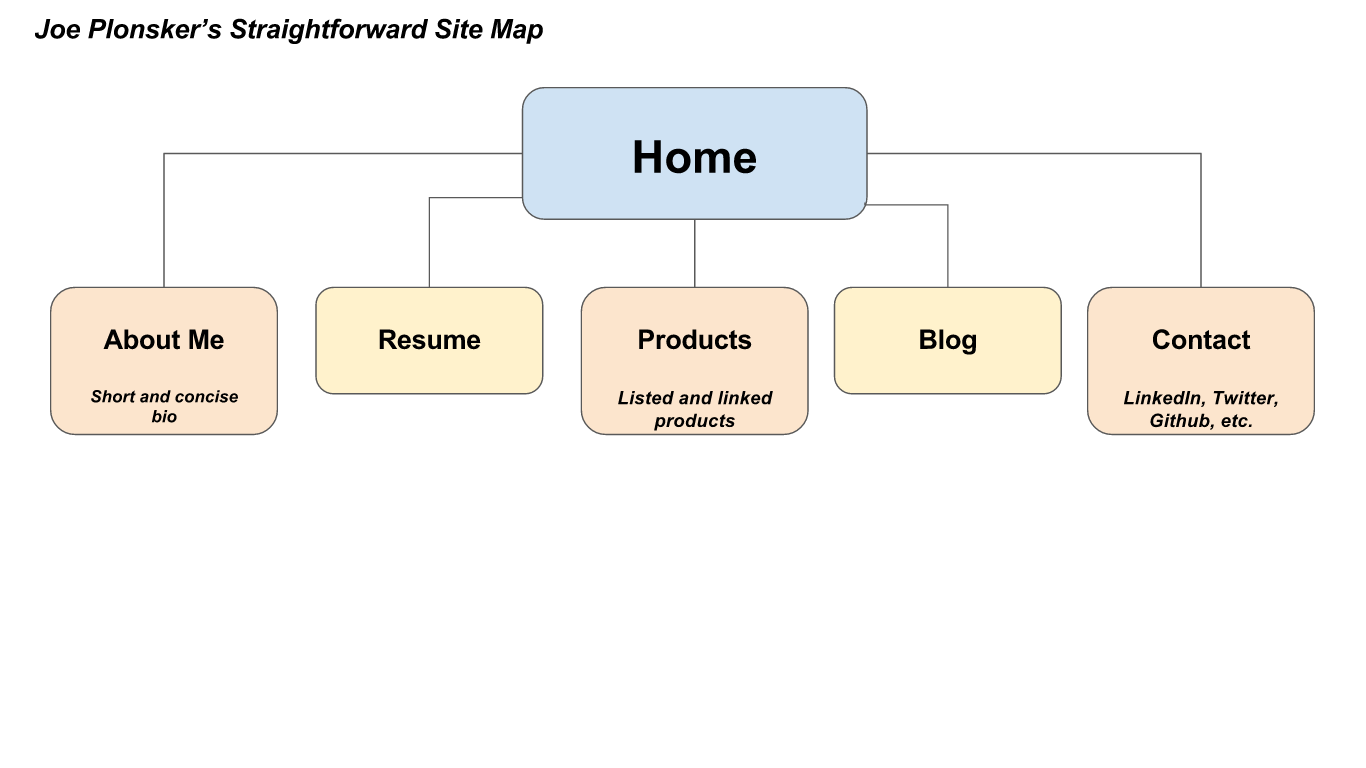 Joe Plonsker’s Straightforward Site Map
Home
About Me
Short and concise
bio
Resume
Products
Listed and linked
products
Blog
Contact
LinkedIn, Twitter,
Github, etc.